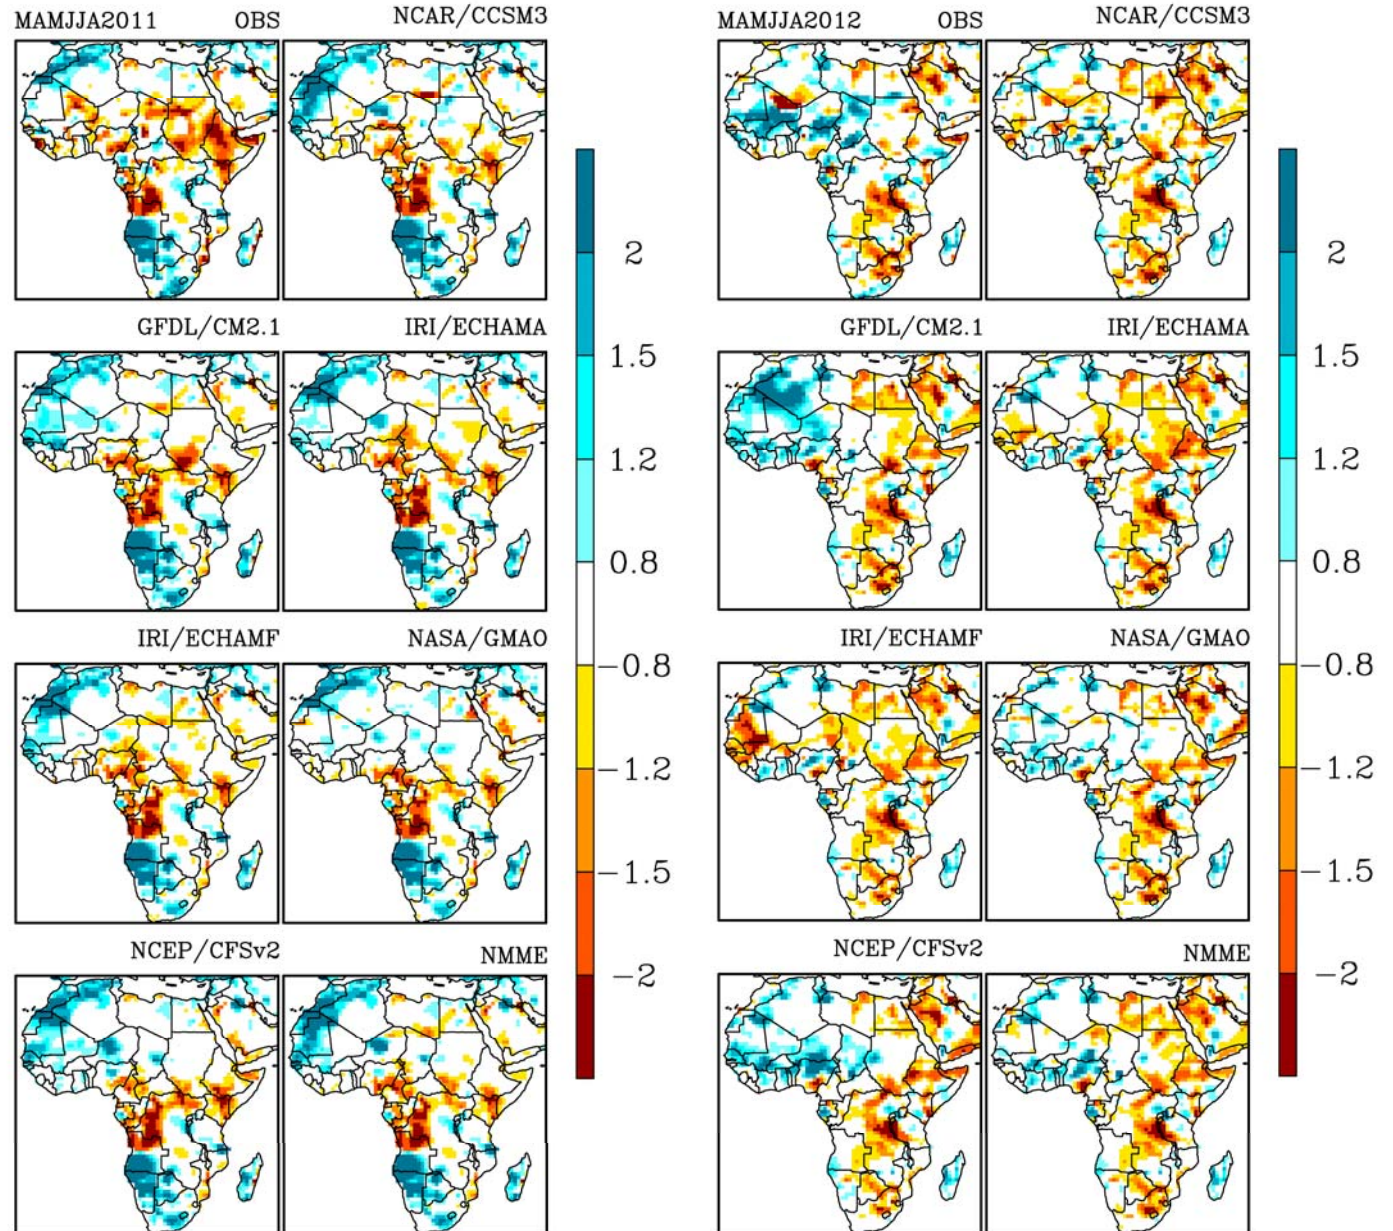 MAMJJA2011 OBS NCAR/CCSM3
GFDL/CM2.1 IRI/ECHAMA
IRI/ECHAMF NASA/GMAO
NCEP/CFSv2 NMME
2
1.5
1.2
0.8
-0.8
-1.2
-1.5
-2
MAMJJA2012 OBS NCAR/CCSM3
GFDL/CM2.1 IRI/ECHAMA
IRI/ECHAMF NASA/GMAO
NCEP/CFSv2 NMME
2
1.5
1.2
0.8
-0.8
-1.2
-1.5
-2